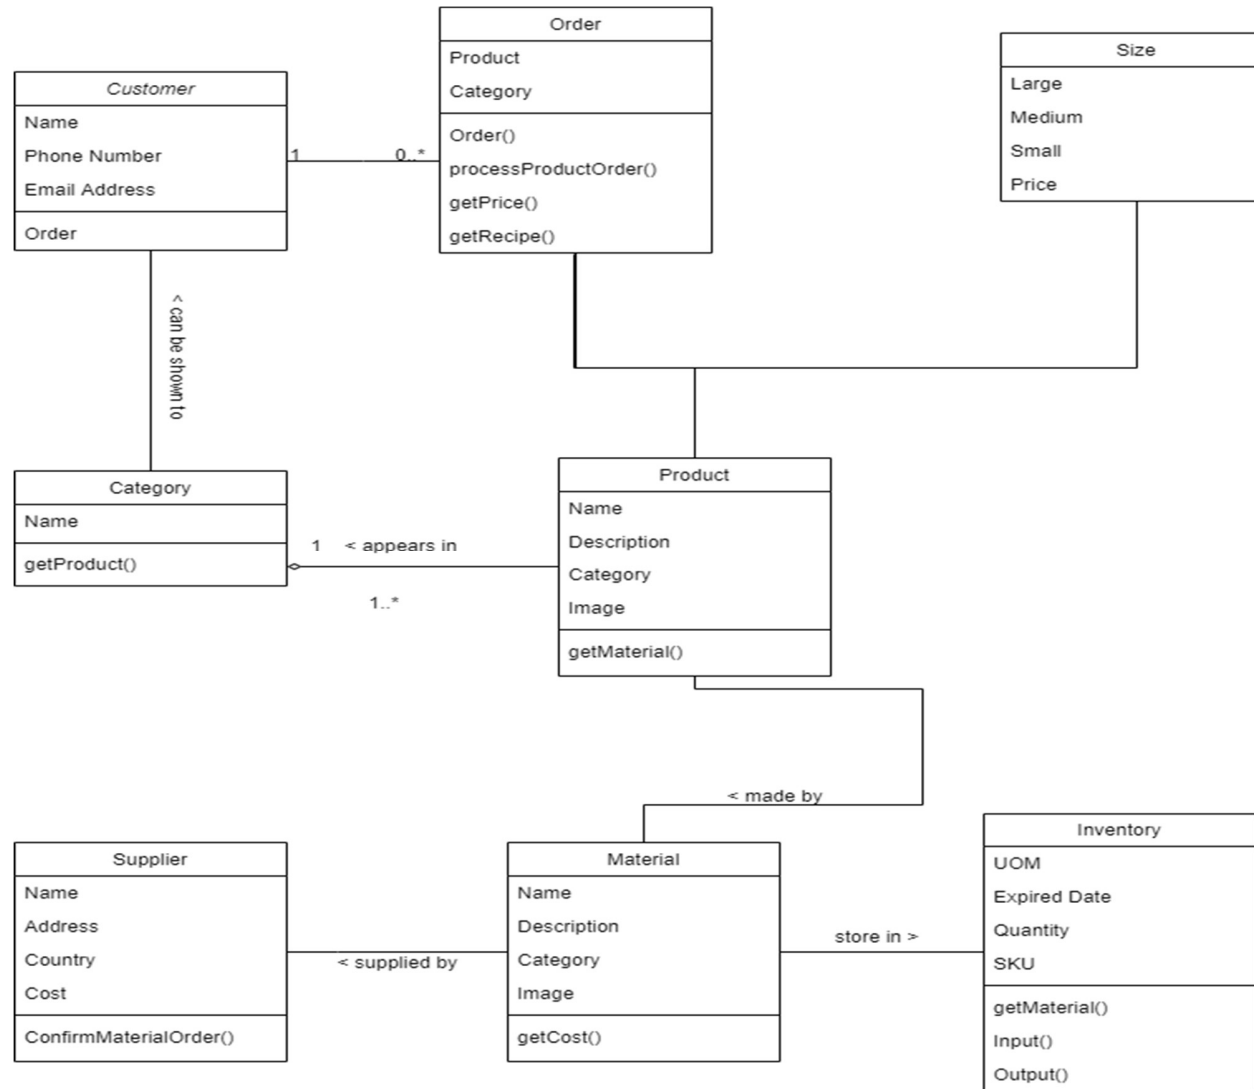 Order
Product
Category
Order()
processProductOrder()
getPrice()
getRecipe()
Size
Large
Medium
Small
Price
Customer
Name
Phone Number
Email Address
Order
1
0..*
< can be shown to
Category
Name
getProduct()
1
< appears in
1..*
Product
Name
Description
Category
Image
getMaterial()
< made by
Supplier
Name
Address
Country
Cost
ConfirmMaterialOrder()
< supplied by
Material
Name
Description
Category
Image
getCost()
store in >
Inventory
UOM
Expired Date
Quantity
SKU
getMaterial()
Input()
Output()